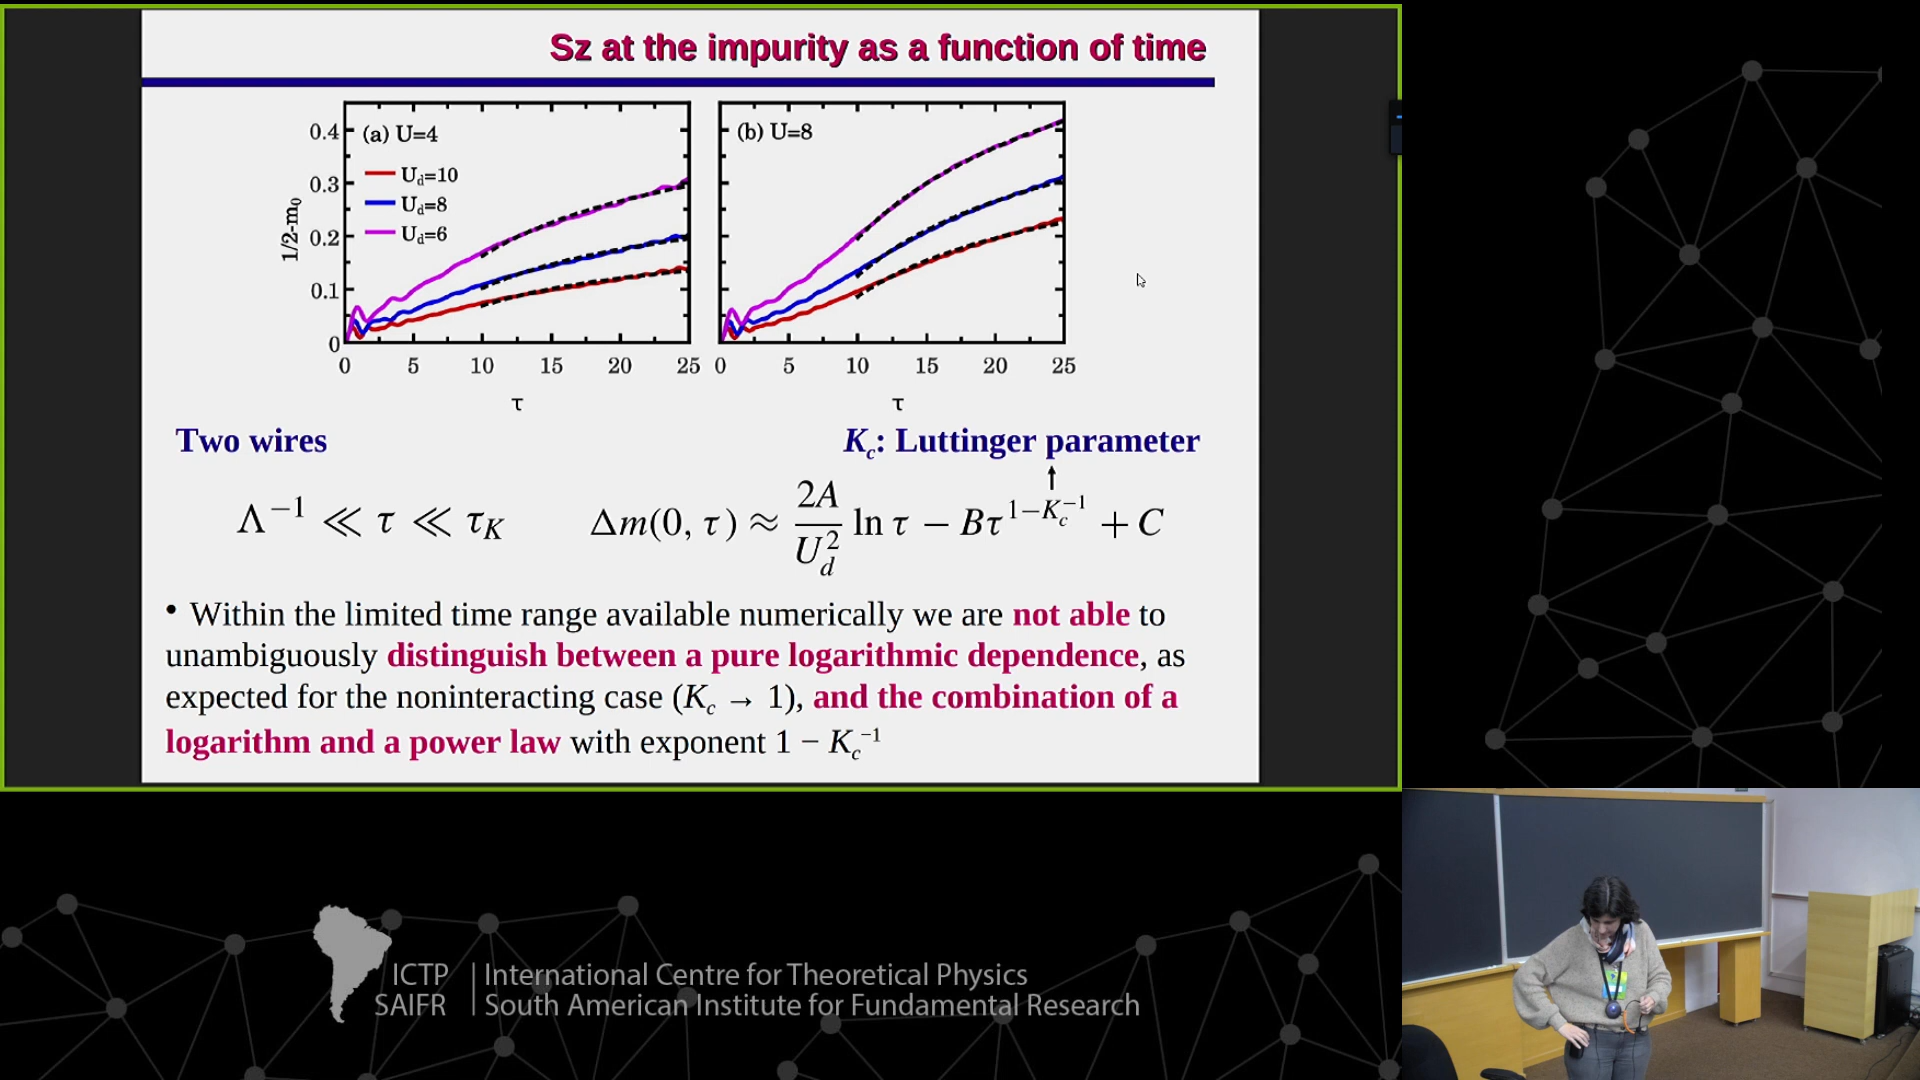 Sz at the impurity as a function of time
(a) U=4
(b) U=8
U_d=10
U_d=8
U_d=6
1/2-m_0
0.4
0.3
0.2
0.1
0
0 5 10 15 20 25
0 5 10 15 20 25
τ
τ
Two wires
K_c: Luttinger parameter
Λ^{-1} ≪ τ ≪ τ_K
Δm(0, τ) ≈ \frac{2A}{U_d^2} ln τ − Bτ^{1−K_c^{-1}} + C
• Within the limited time range available numerically we are not able to
unambiguously distinguish between a pure logarithmic dependence, as
expected for the noninteracting case (K_c → 1), and the combination of a
logarithm and a power law with exponent 1 − K_c^{−1}
ICTP | International Centre for Theoretical Physics
SAIFR | South American Institute for Fundamental Research